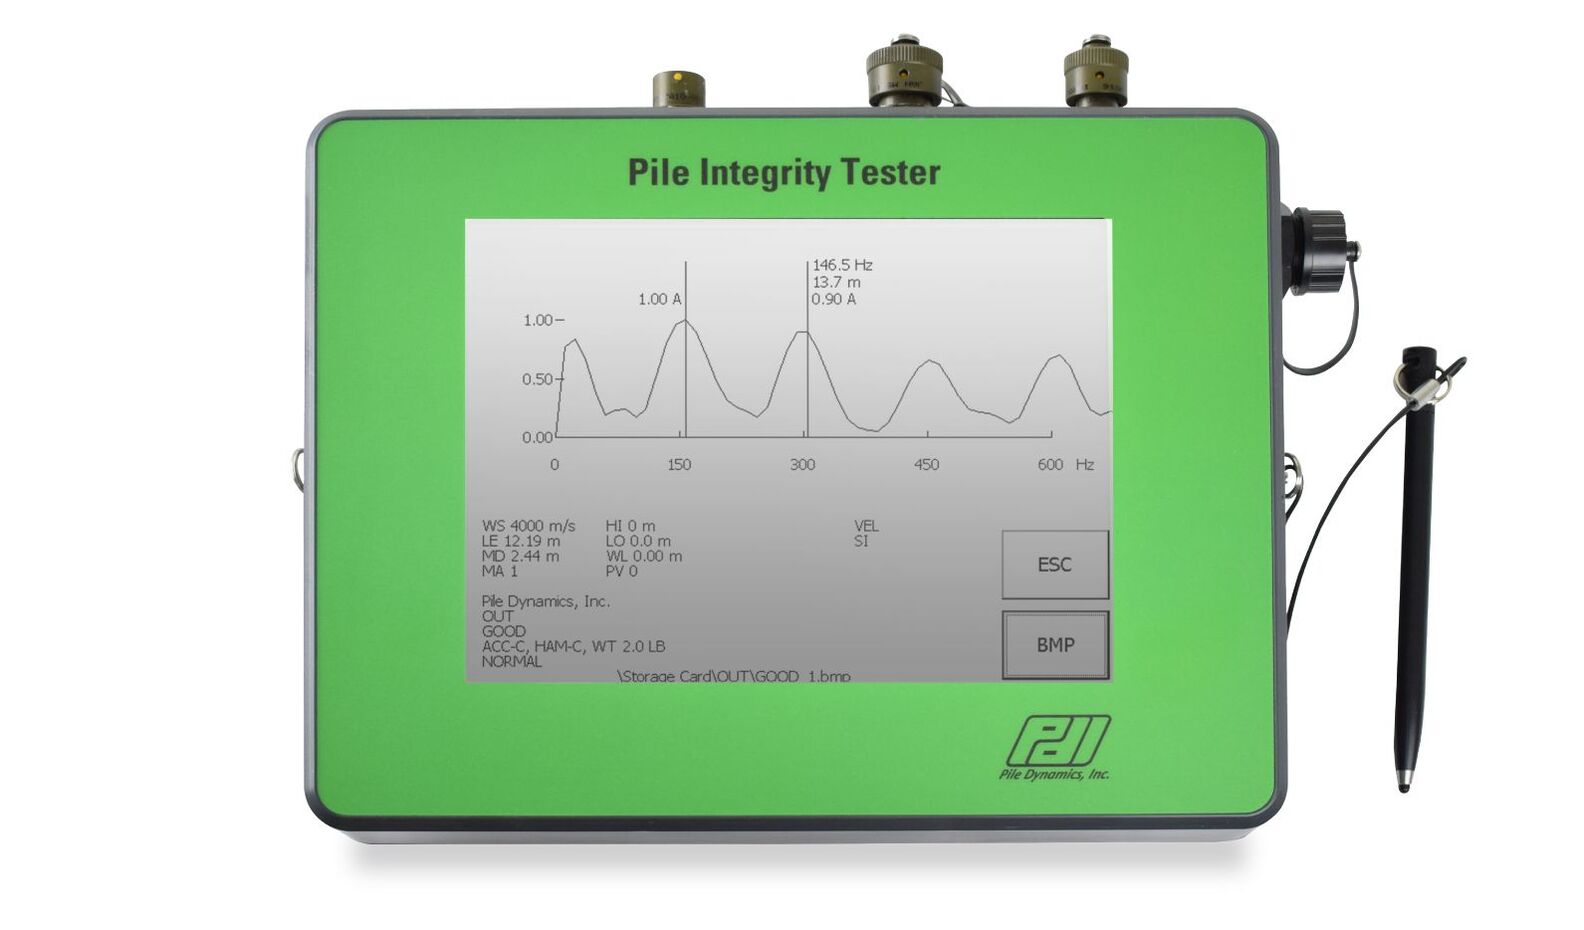 Pile Integrity Tester
146.5 Hz
13.7 m
1.00 A
0.90 A
1.00
0.50
0.00
0 150 300 450 600 Hz
WS 4000 m/s HI 0 m VEL
LE 12.19 m LO 0.0 m SI
MD 2.44 m WL 0.00 m
MA 1 PV 0
ESC
Pile Dynamics, Inc.
OUT
GOOD
ACC-C, HAM-C, WT 2.0 LB
NORMAL
BMP
\Storage Card\OUT\GOOD_1.bmp
PDI
Pile Dynamics, Inc.